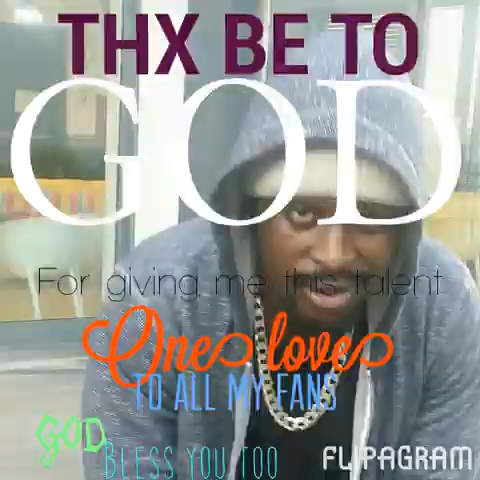 THX BE TO
GOD
For giving me this talent
One love
TO ALL MY FANS
GOD
BLESS YOU TOO
FLIPAGRAM